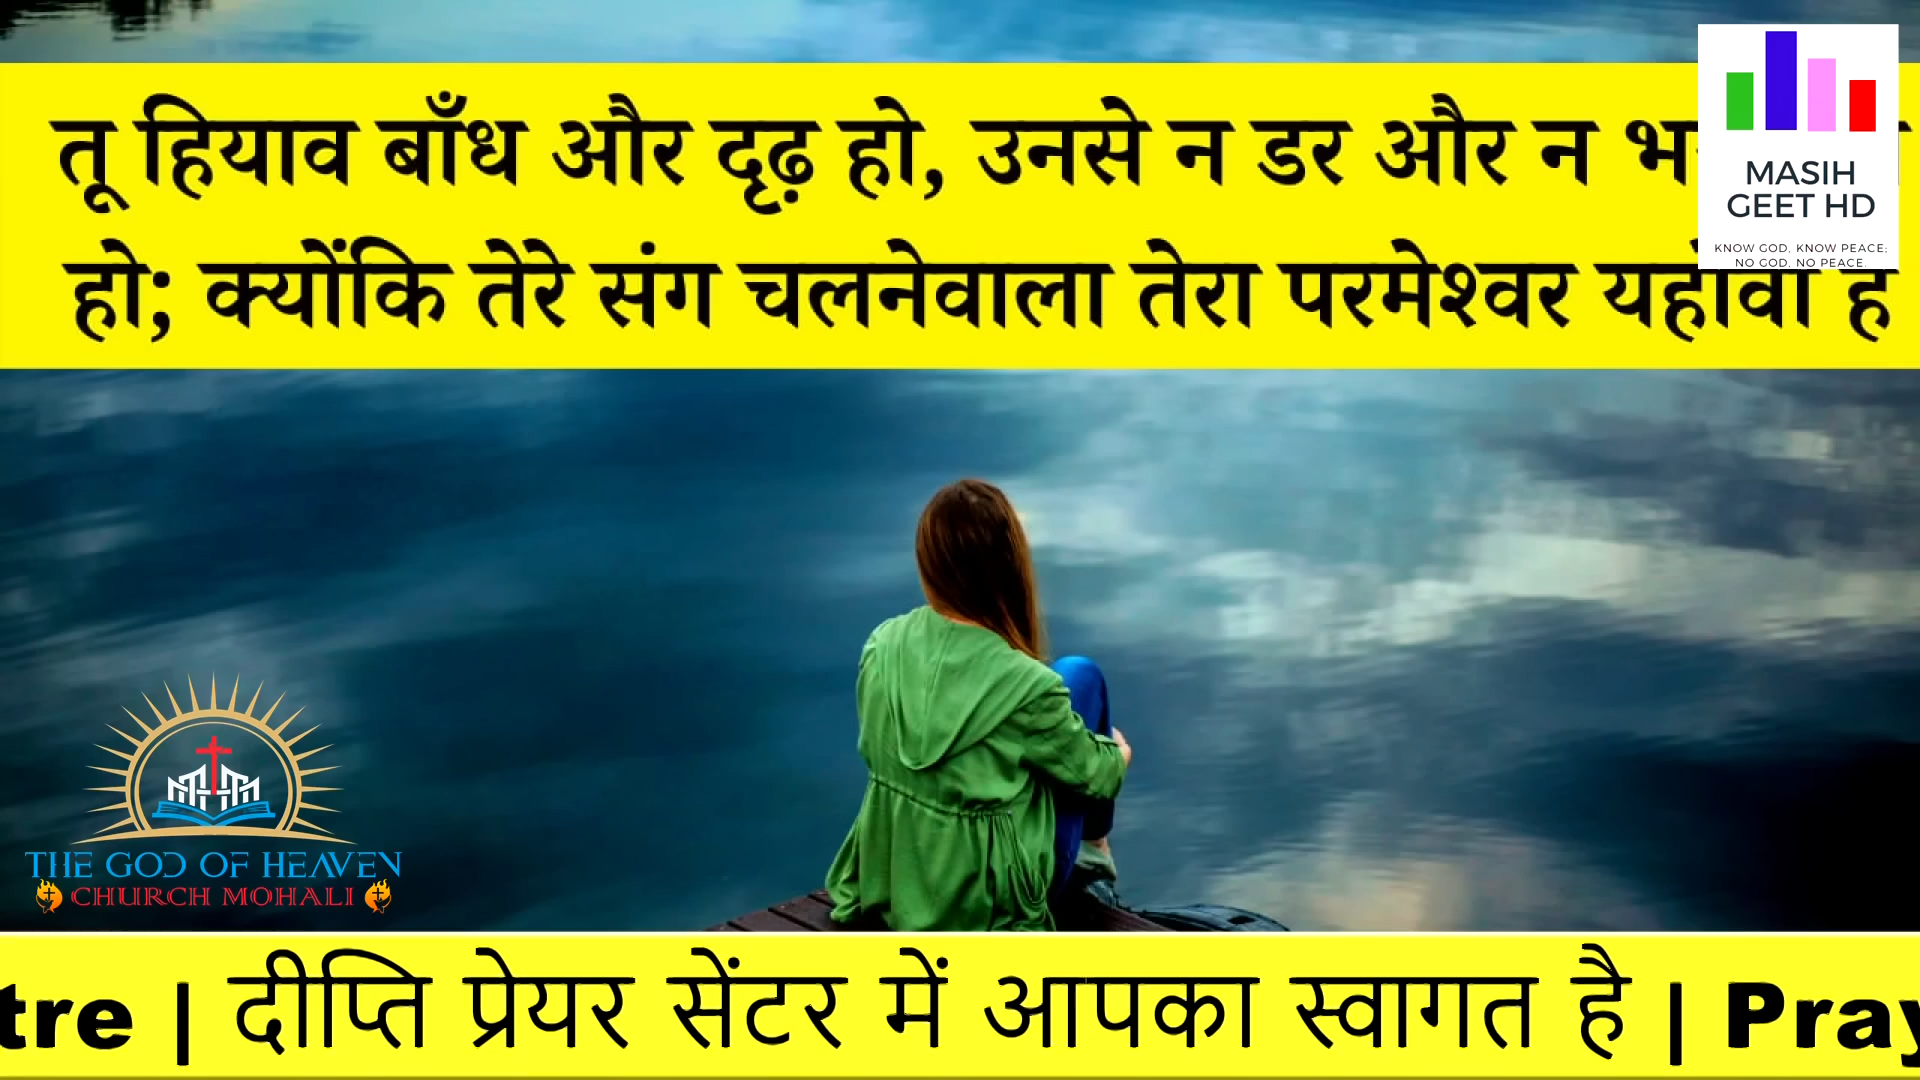 तू हियाव बाँध और दृढ़ हो, उनसे न डर और न
हो; क्योंकि तेरे संग चलनेवाला तेरा परमेश्वर यहोवा है
MASIH
GEET HD
KNOW GOD, KNOW PEACE;
NO GOD, NO PEACE.
THE GOD OF HEAVEN
CHURCH MOHALI
tre | दीप्ति प्रेयर सेंटर में आपका स्वागत है | Pray